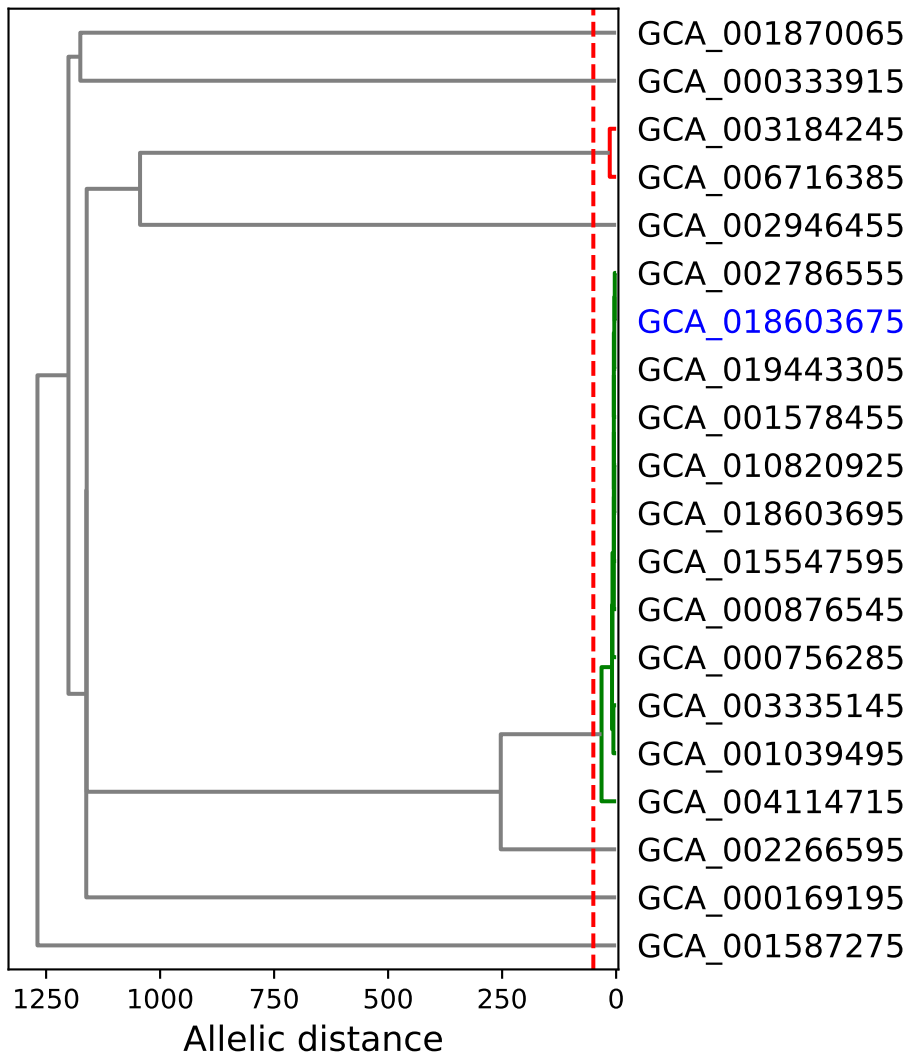 GCA_001870065
GCA_000333915
GCA_003184245
GCA_006716385
GCA_002946455
GCA_002786555
GCA_018603675
GCA_019443305
GCA_001578455
GCA_010820925
GCA_018603695
GCA_015547595
GCA_000876545
GCA_000756285
GCA_003335145
GCA_001039495
GCA_004114715
GCA_002266595
GCA_000169195
GCA_001587275
1250 1000 750 500 250 0
Allelic distance